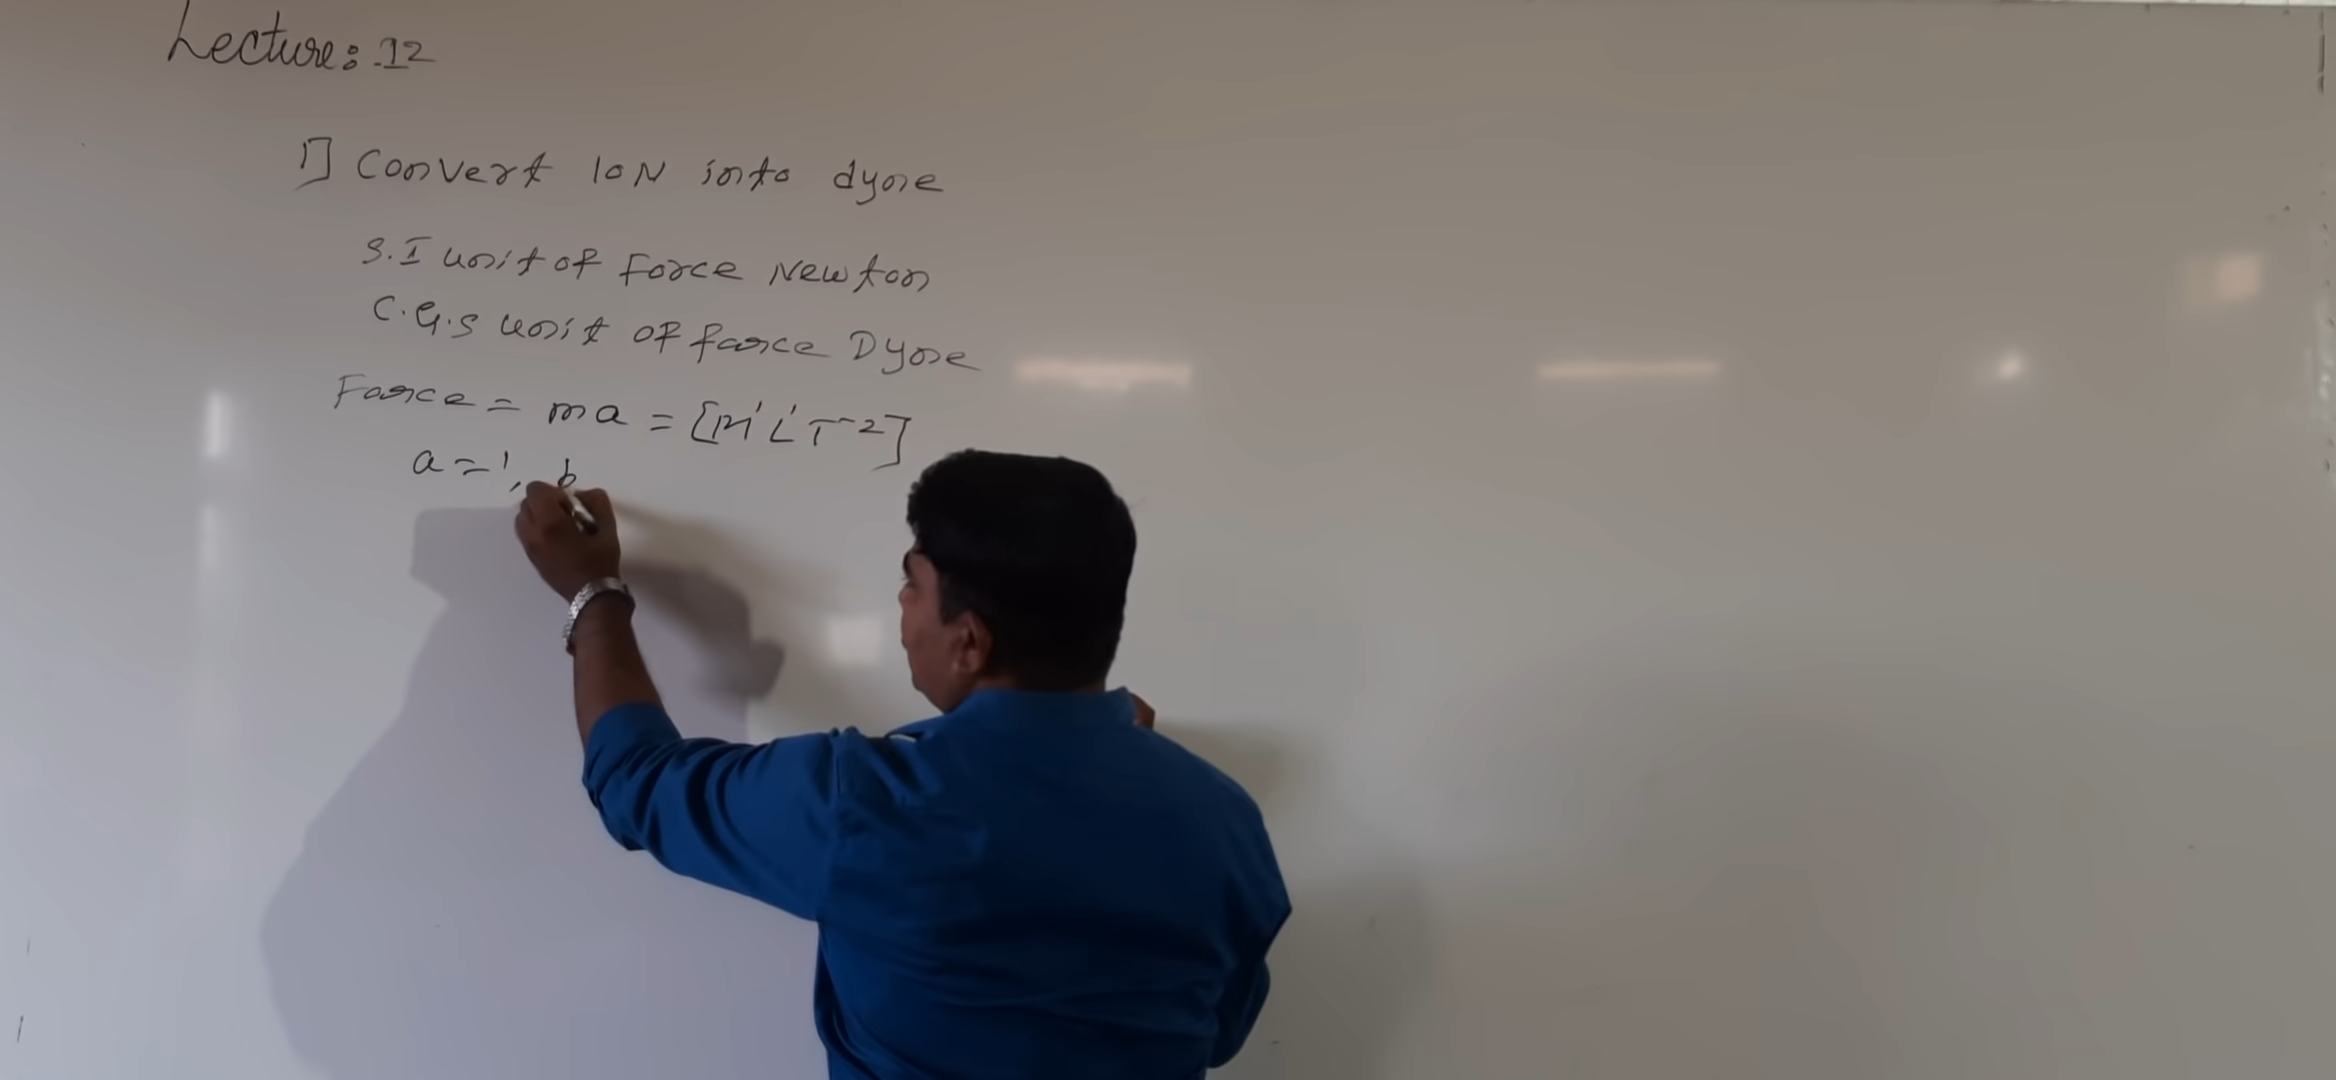 Lecture: 12
1] Convert 10N into dyne
S.I unit of Force Newton
C.G.S unit of force Dyne
Force = ma = [M¹L¹T⁻²]
a = 1, b